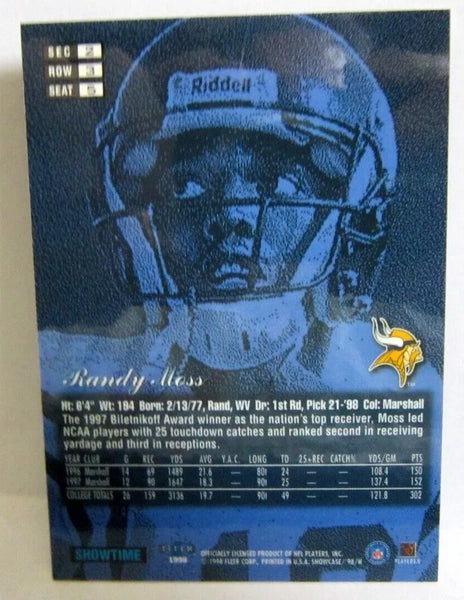 SEC 2
ROW 3
SEAT 5
Riddell
Randy Moss
Ht: 6'4" Wt: 194 Born: 2/13/77, Rand, WV Dr: 1st Rd, Pick 21-'98 Col: Marshall
The 1997 Biletnikoff Award winner as the nation's top receiver, Moss led
NCAA players with 25 touchdown catches and ranked second in receiving
yardage and third in receptions.
YEAR CLUB G REC YDS AVG Y.A.C. LONG TD 25+REC CATCH% YDS/GM PTS
1996 Marshall 14 69 1489 21.6 - 80t 24 - - 108.4 150
1997 Marshall 12 90 1647 18.3 - 90t 25 - - 137.4 152
COLLEGE TOTALS 26 159 3136 19.7 - 90t 49 - - 121.8 302
SHOWTIME
FLEER
1998
OFFICIALLY LICENSED PRODUCT OF NFL PLAYERS, INC.
© 1998 FLEER CORP., PRINTED IN U.S.A. SHOWCASE/'98/H
PLAYERS